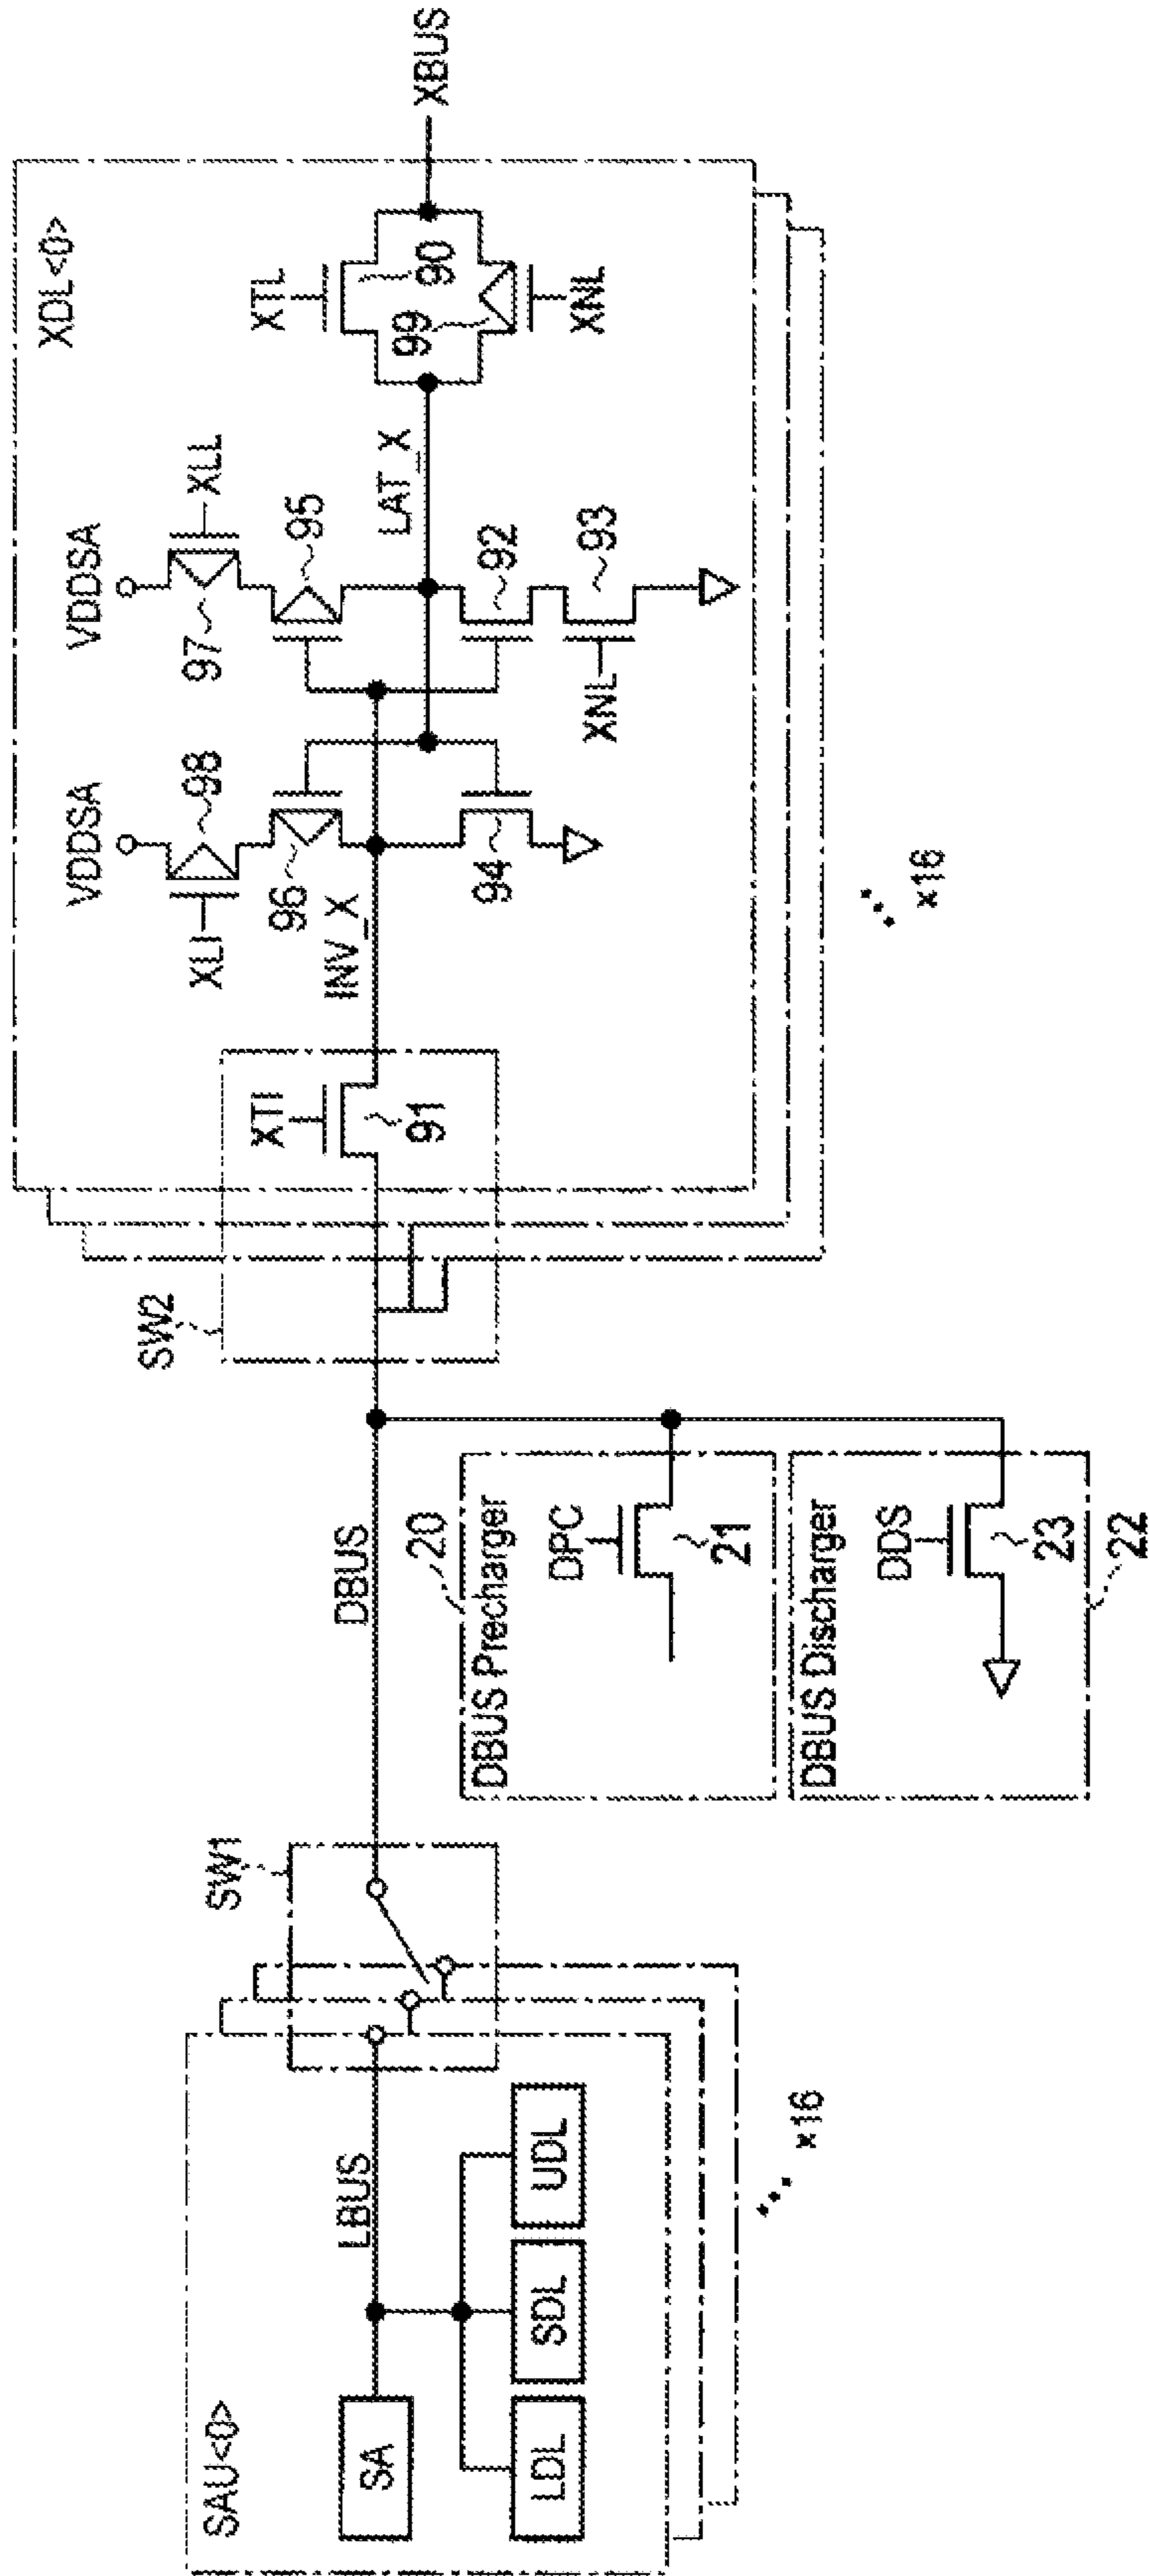 SAU<0>
SA
LBUS
LDL
SDL
UDL
×16
SW1
DBUS
DBUS Precharger
20
DPC
21
DBUS Discharger
DDS
23
22
SW2
XTI
91
XDL<0>
VDDSA
XLI
98
96
INV_X
94
VDDSA
97
XLL
95
LAT_X
92
93
XNL
XTL
90
99
XNL
XBUS
×16